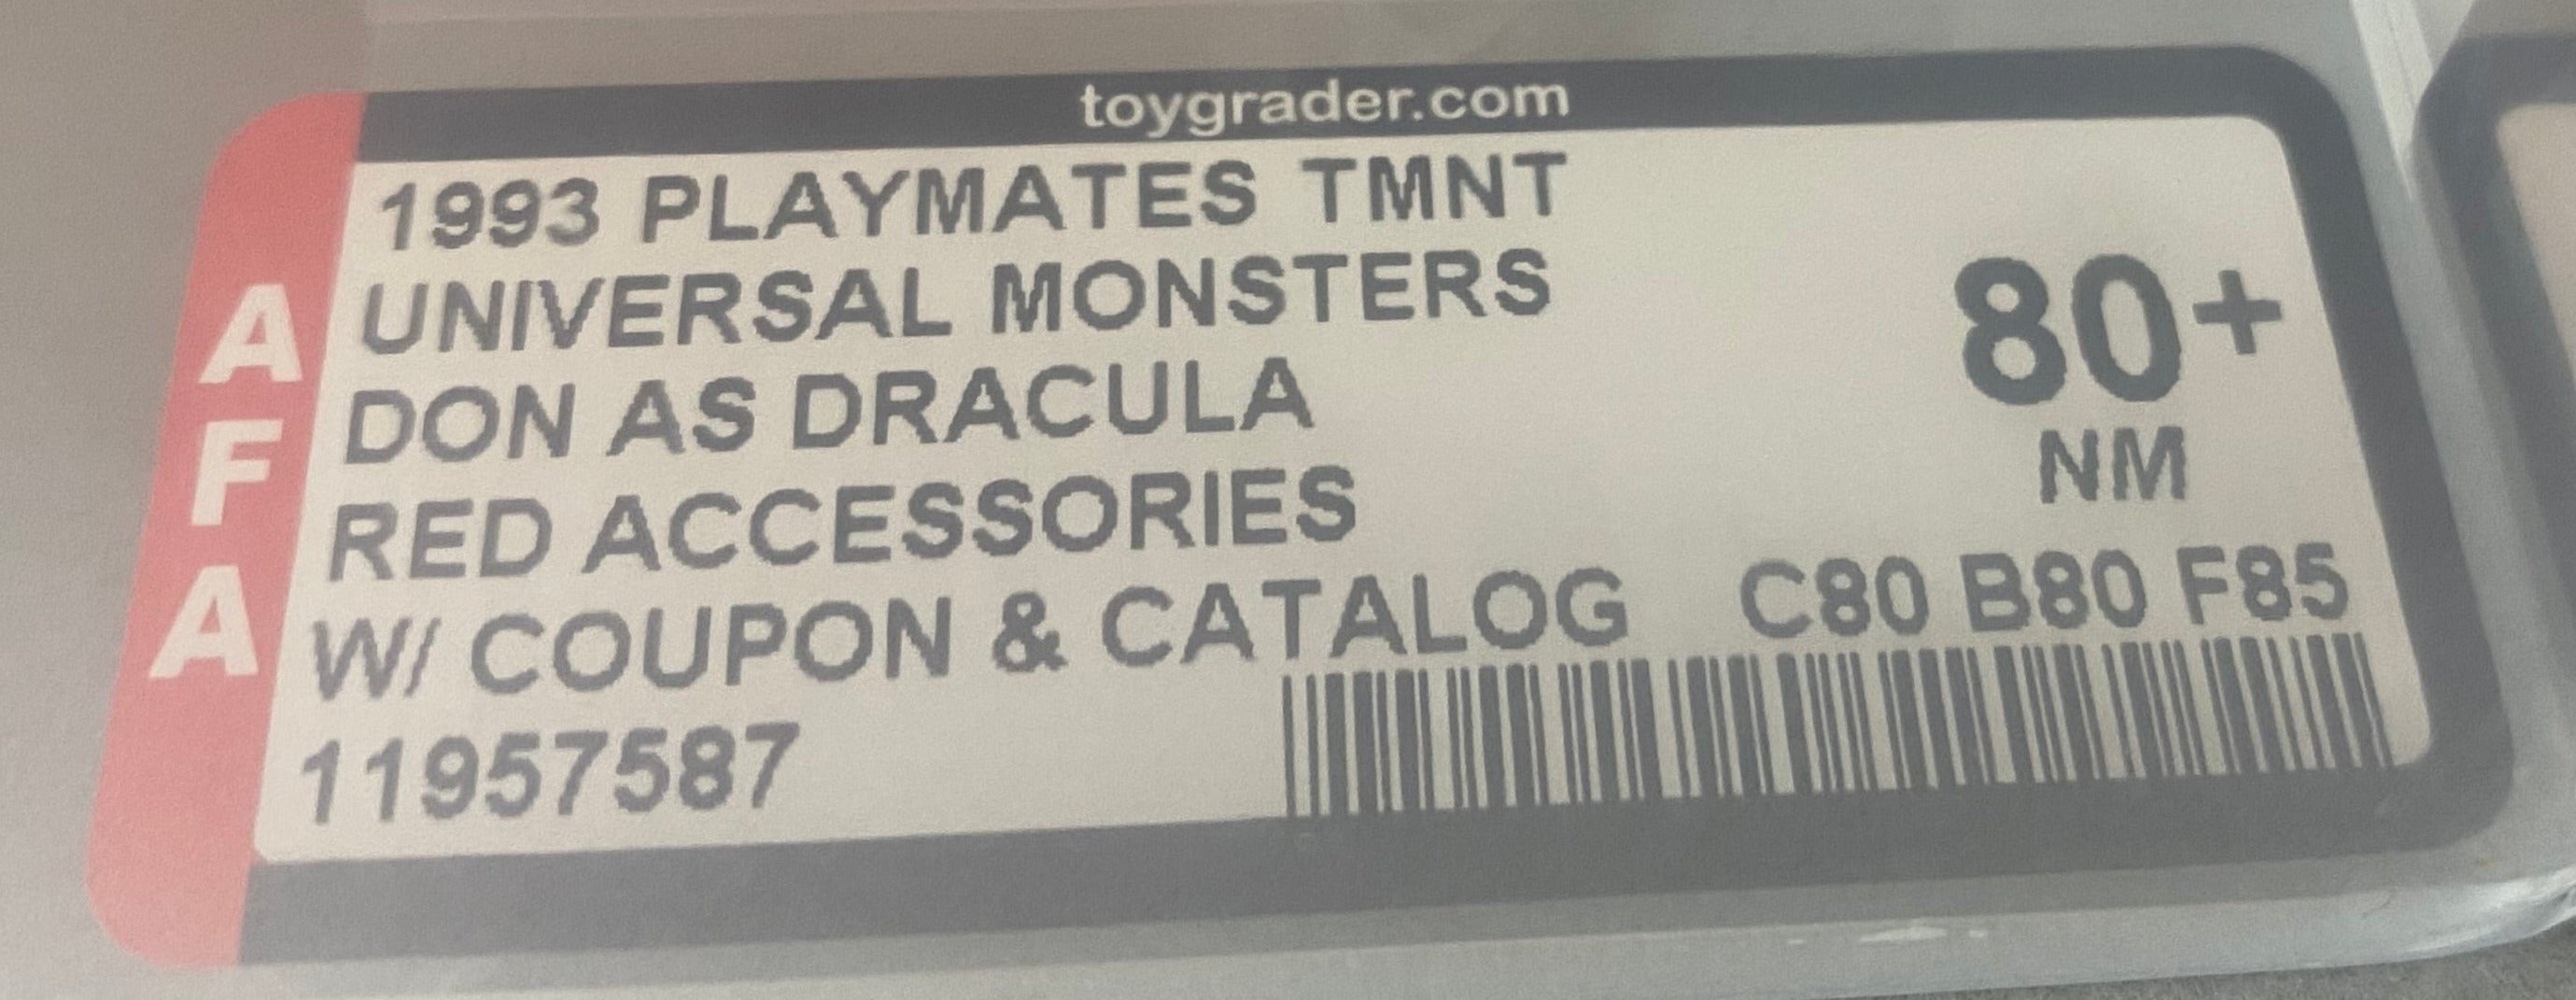 toygrader.com
AFA
1993 PLAYMATES TMNT
UNIVERSAL MONSTERS
DON AS DRACULA
RED ACCESSORIES
W/ COUPON & CATALOG
11957587
80+
NM
C80 B80 F85